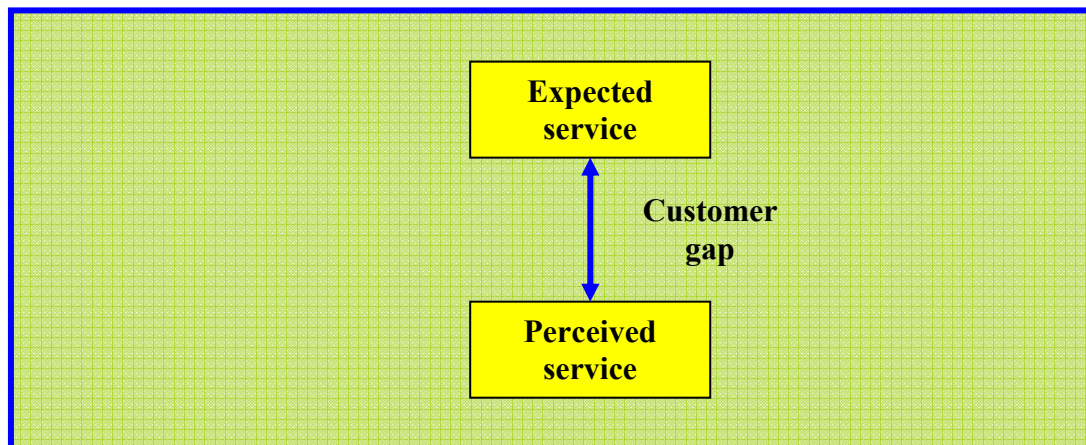 Expected
service
Customer
gap
Perceived
service